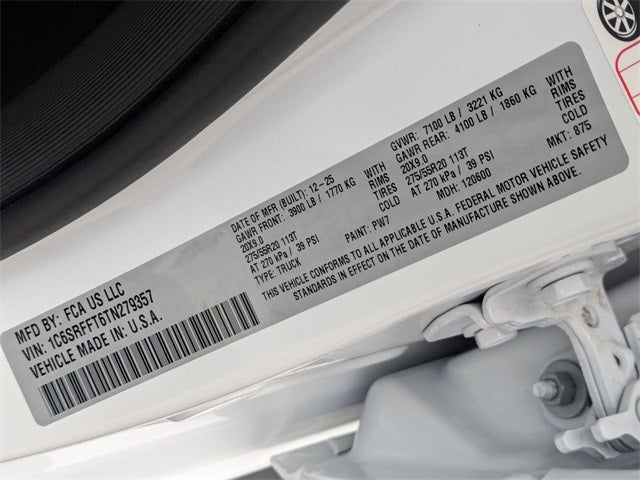 MFD BY: FCA US LLC
VIN: 1C6SRFFT6TN279357
VEHICLE MADE IN: U.S.A.
DATE OF MFR (BUILT): 12-25
GAWR FRONT: 3900 LB / 1770 KG WITH
20X9.0 RIMS
275/55R20 113T TIRES
AT 270 kPa / 39 PSI COLD
TYPE: TRUCK PAINT: PW7
GVWR: 7100 LB / 3221 KG
GAWR REAR: 4100 LB / 1860 KG WITH
20X9.0 RIMS
275/55R20 113T TIRES
AT 270 kPa / 39 PSI COLD
MDH: 120600 MKT: 875
THIS VEHICLE CONFORMS TO ALL APPLICABLE U.S.A. FEDERAL MOTOR VEHICLE SAFETY
STANDARDS IN EFFECT ON THE DATE OF MANUFACTURE SHOWN ABOVE.